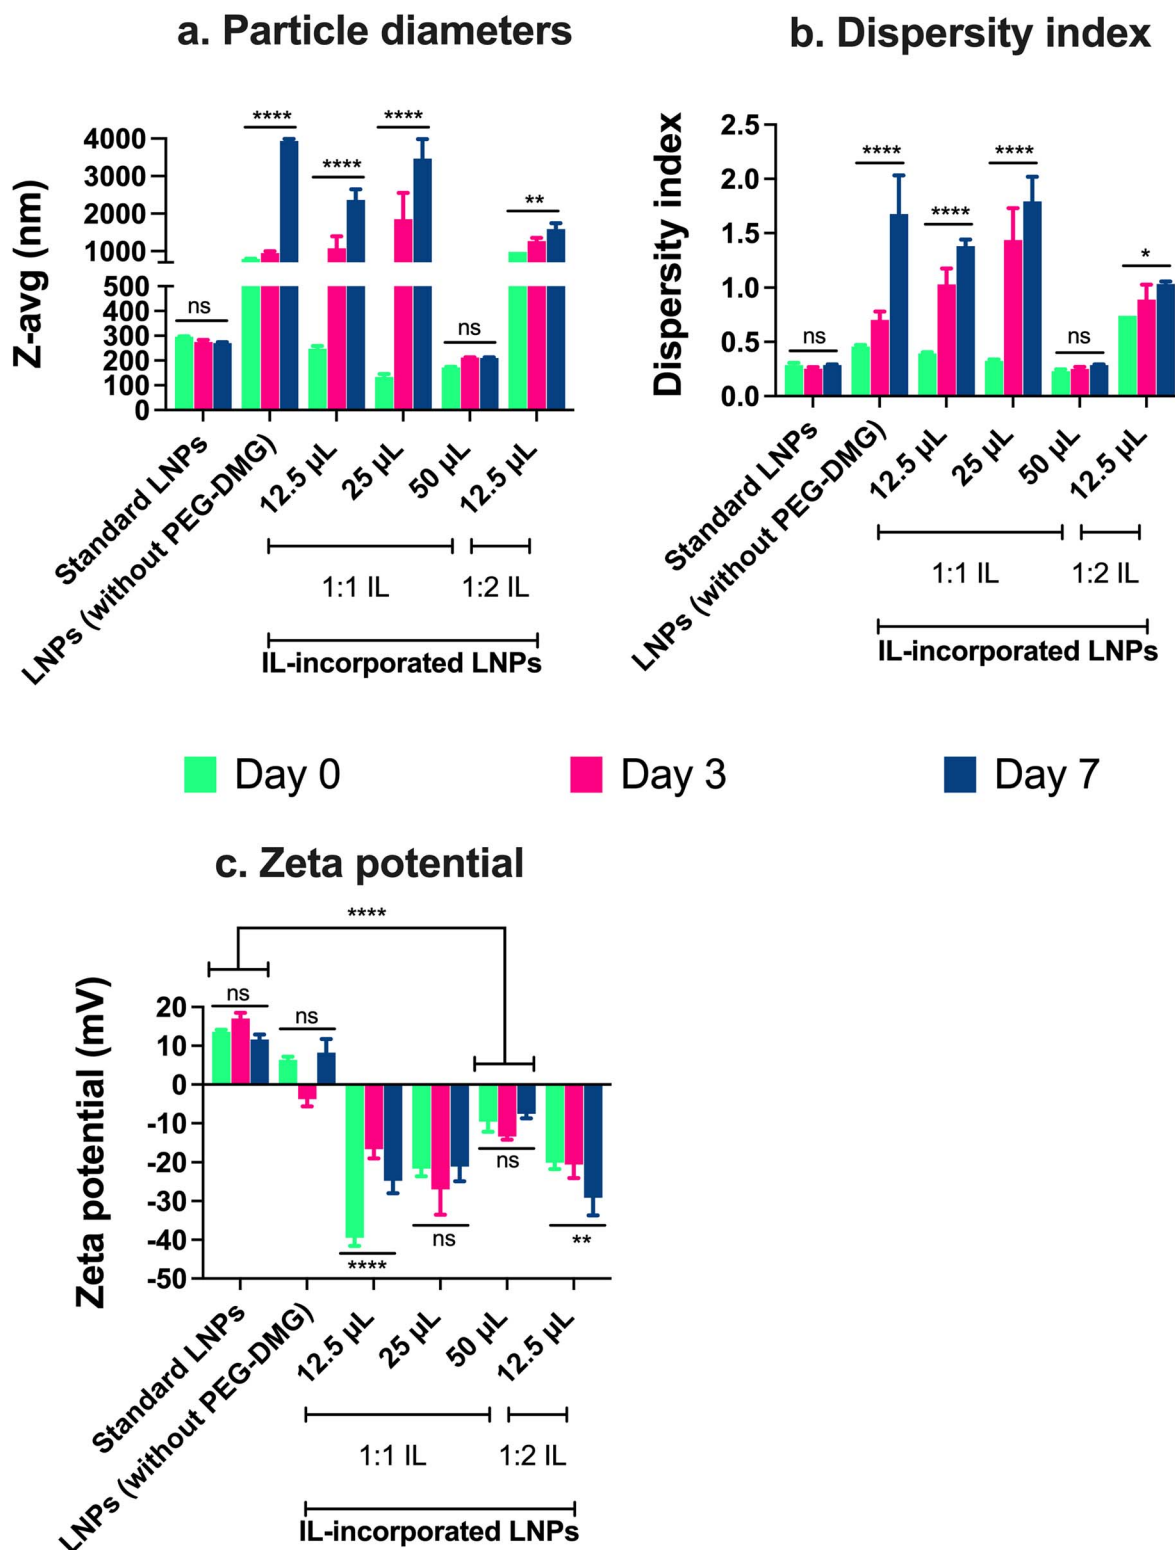 a. Particle diameters
Z-avg (nm)
4000
3000
2000
1000
500
400
300
200
100
0
ns
****
****
****
ns
**
Standard LNPs
LNPs (without PEG-DMG)
12.5 µL
25 µL
50 µL
12.5 µL
1:1 IL
1:2 IL
IL-incorporated LNPs
b. Dispersity index
Dispersity index
2.5
2.0
1.5
1.0
0.5
0.0
ns
****
****
****
ns
*
Standard LNPs
LNPs (without PEG-DMG)
12.5 µL
25 µL
50 µL
12.5 µL
1:1 IL
1:2 IL
IL-incorporated LNPs
Day 0
Day 3
Day 7
c. Zeta potential
Zeta potential (mV)
20
10
0
-10
-20
-30
-40
-50
****
ns
ns
****
ns
ns
**
Standard LNPs
LNPs (without PEG-DMG)
12.5 µL
25 µL
50 µL
12.5 µL
1:1 IL
1:2 IL
IL-incorporated LNPs